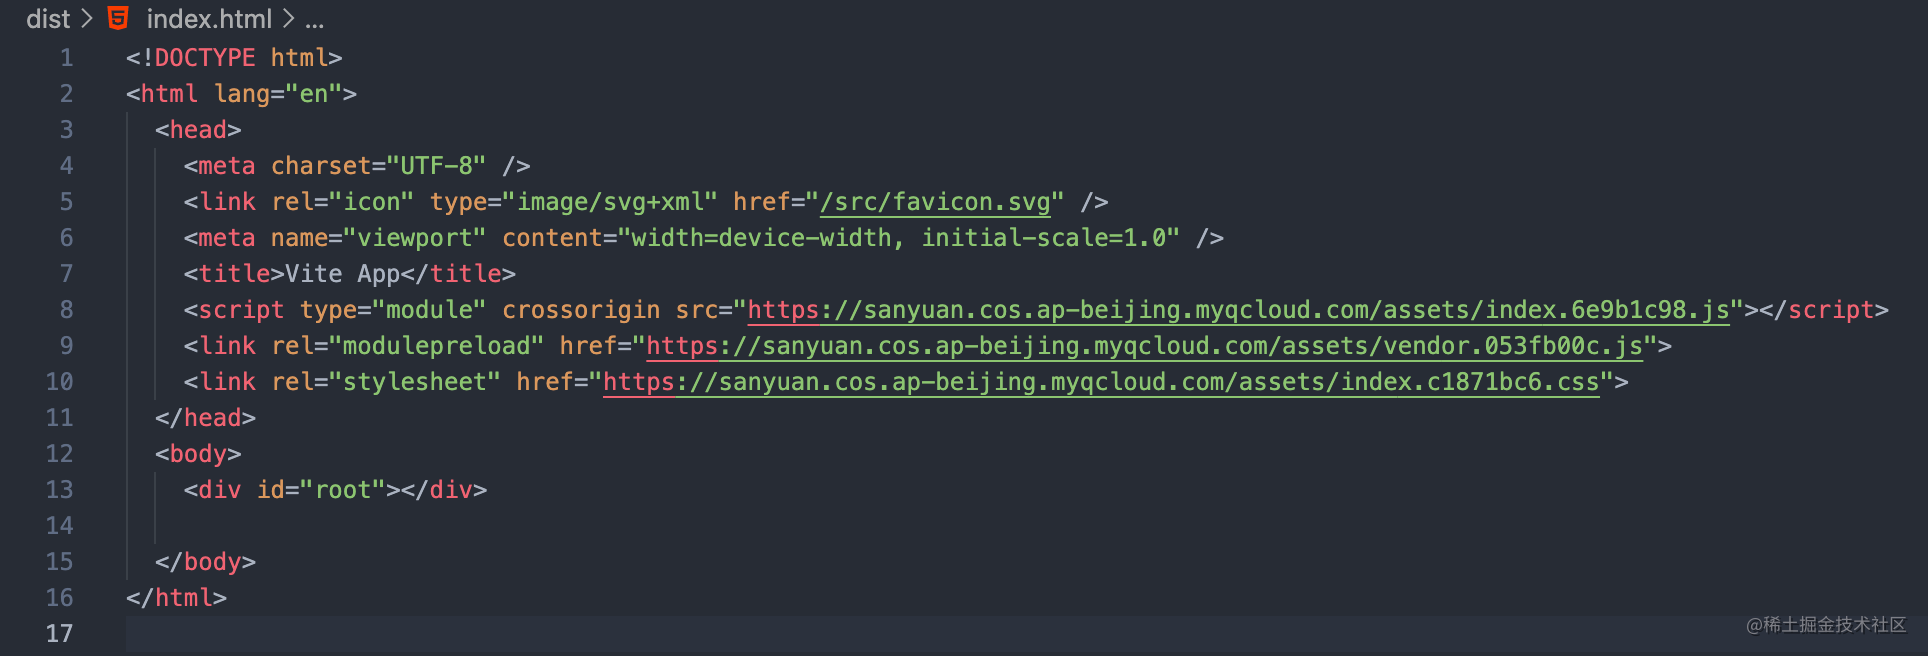 dist > index.html > ...
1 <!DOCTYPE html>
2 <html lang="en">
3   <head>
4     <meta charset="UTF-8" />
5     <link rel="icon" type="image/svg+xml" href="/src/favicon.svg" />
6     <meta name="viewport" content="width=device-width, initial-scale=1.0" />
7     <title>Vite App</title>
8     <script type="module" crossorigin src="https://sanyuan.cos.ap-beijing.myqcloud.com/assets/index.6e9b1c98.js"></script>
9     <link rel="modulepreload" href="https://sanyuan.cos.ap-beijing.myqcloud.com/assets/vendor.053fb00c.js">
10     <link rel="stylesheet" href="https://sanyuan.cos.ap-beijing.myqcloud.com/assets/index.c1871bc6.css">
11   </head>
12   <body>
13     <div id="root"></div>
14
15   </body>
16 </html>
17
@稀土掘金技术社区